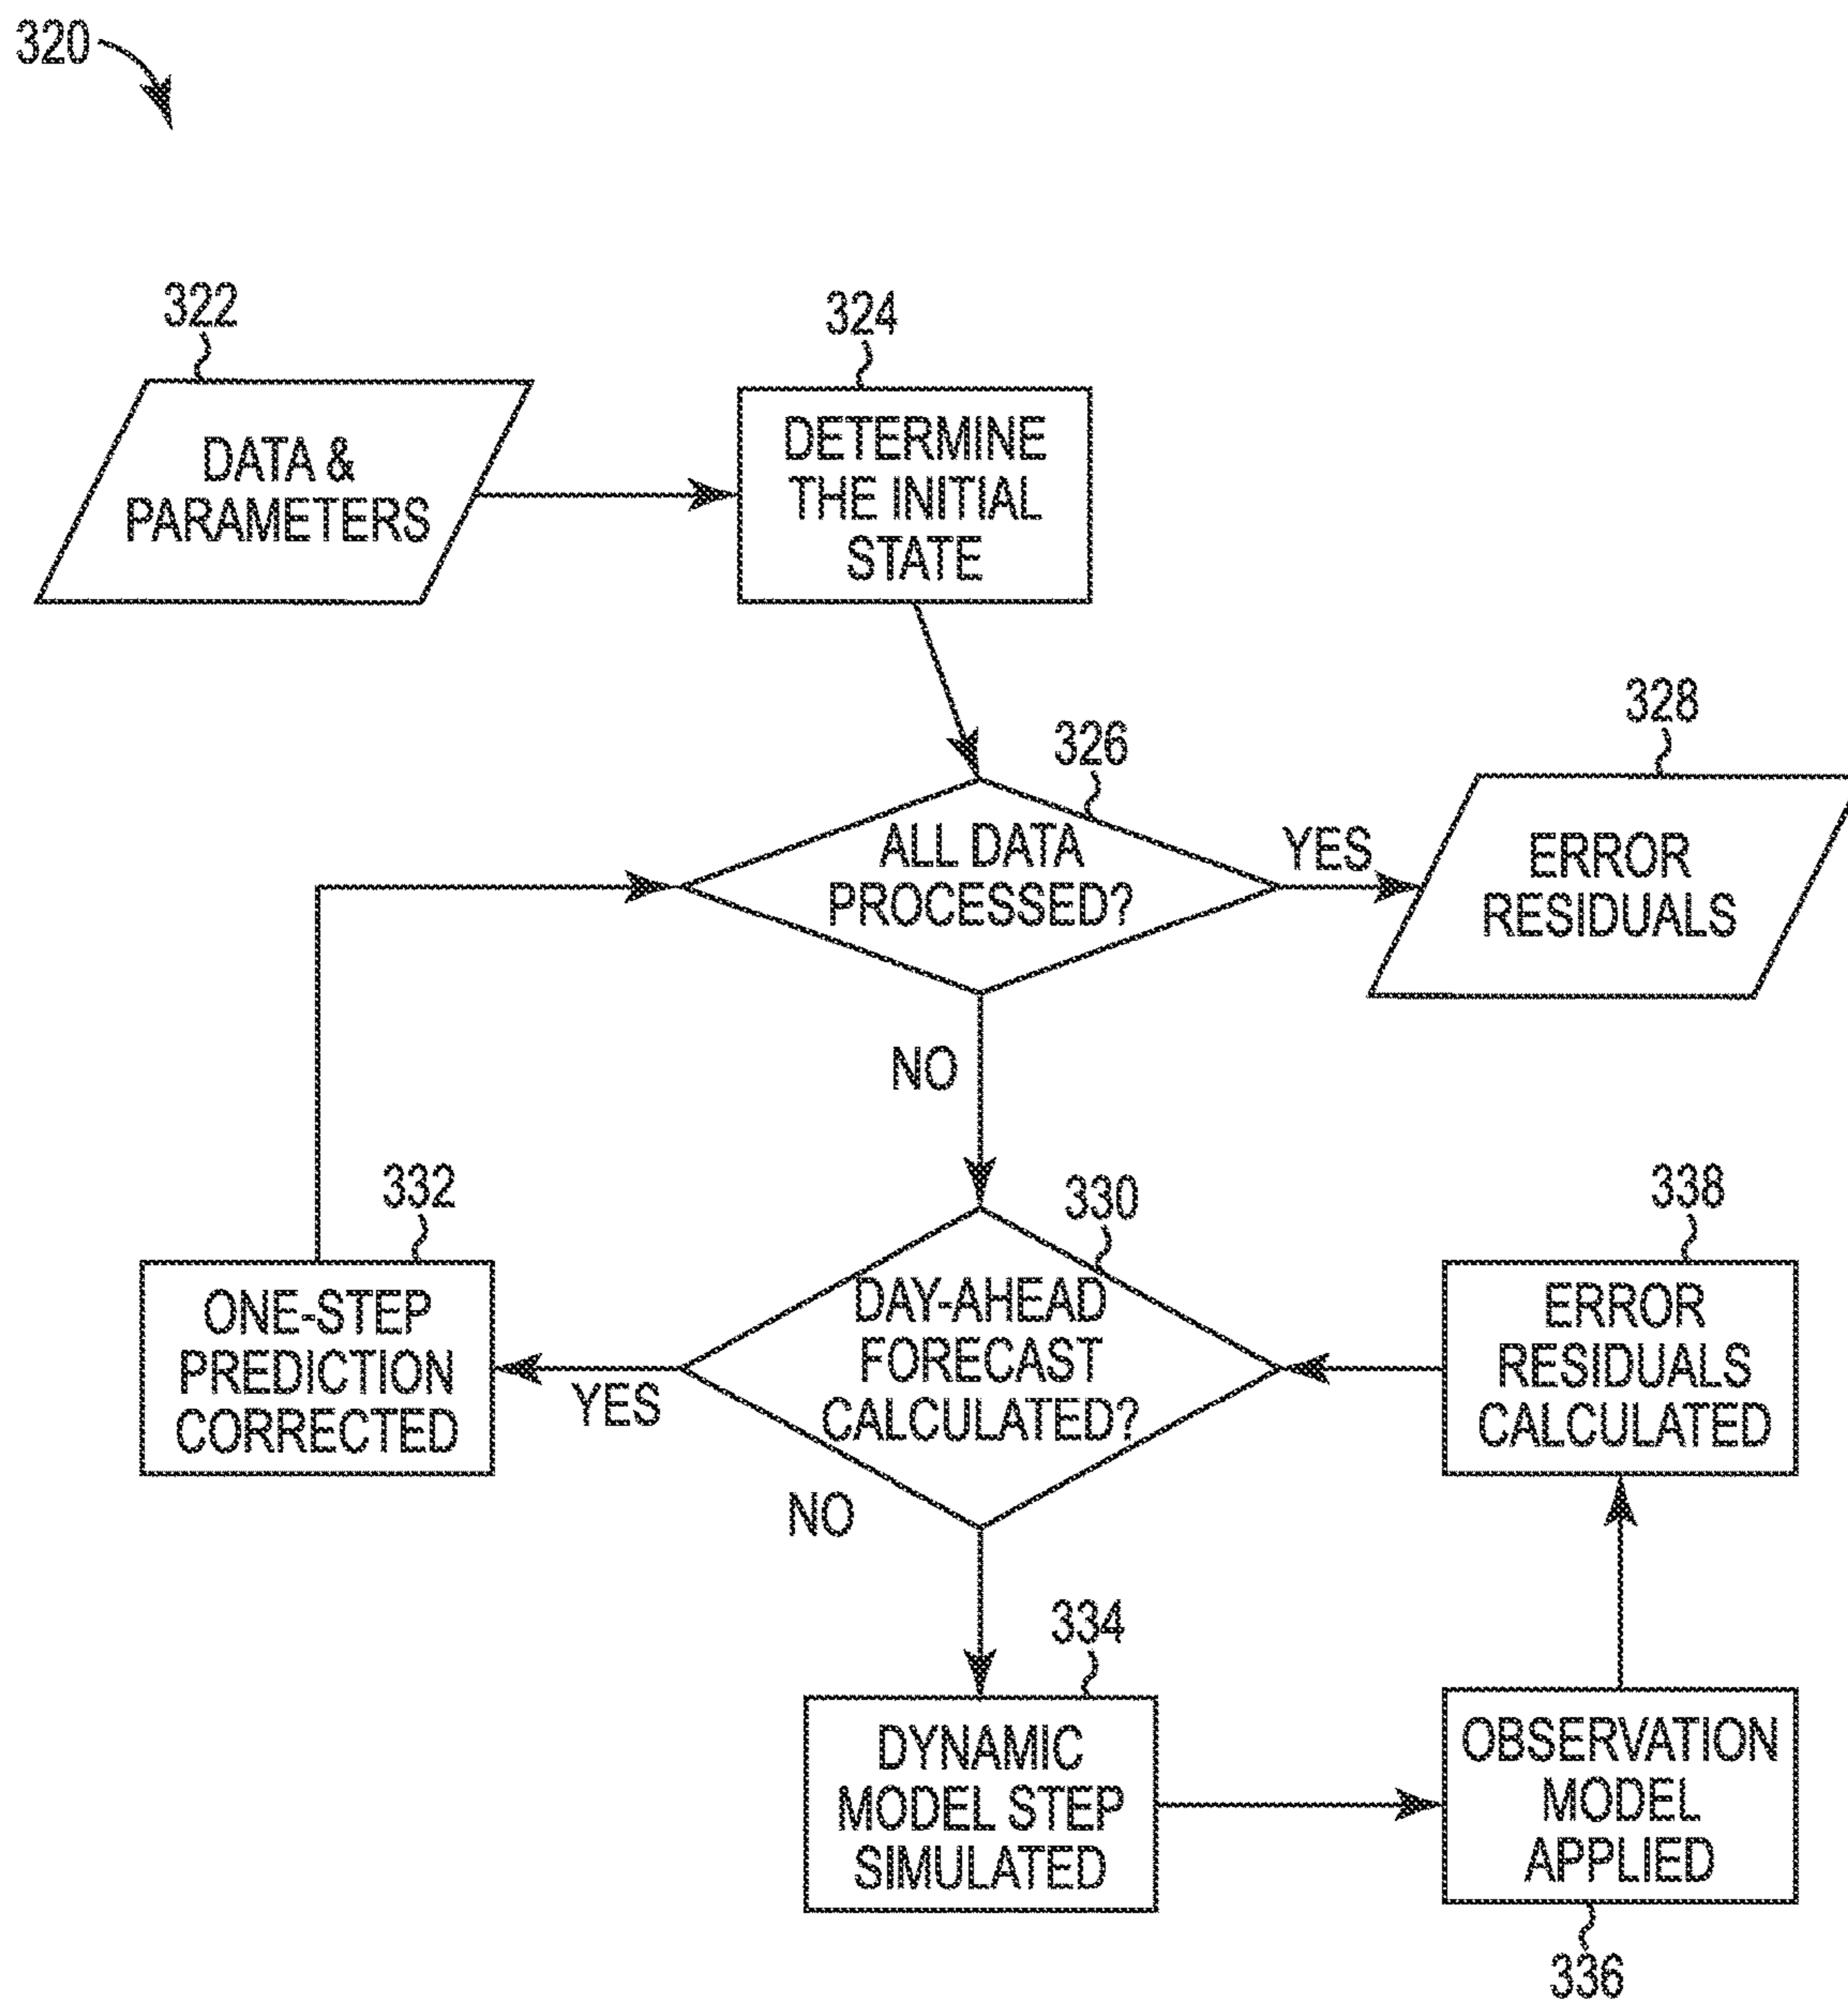 320
322
DATA &
PARAMETERS
324
DETERMINE
THE INITIAL
STATE
326
ALL DATA
PROCESSED?
YES
328
ERROR
RESIDUALS
NO
332
ONE-STEP
PREDICTION
CORRECTED
YES
330
DAY-AHEAD
FORECAST
CALCULATED?
338
ERROR
RESIDUALS
CALCULATED
NO
334
DYNAMIC
MODEL STEP
SIMULATED
OBSERVATION
MODEL
APPLIED
336